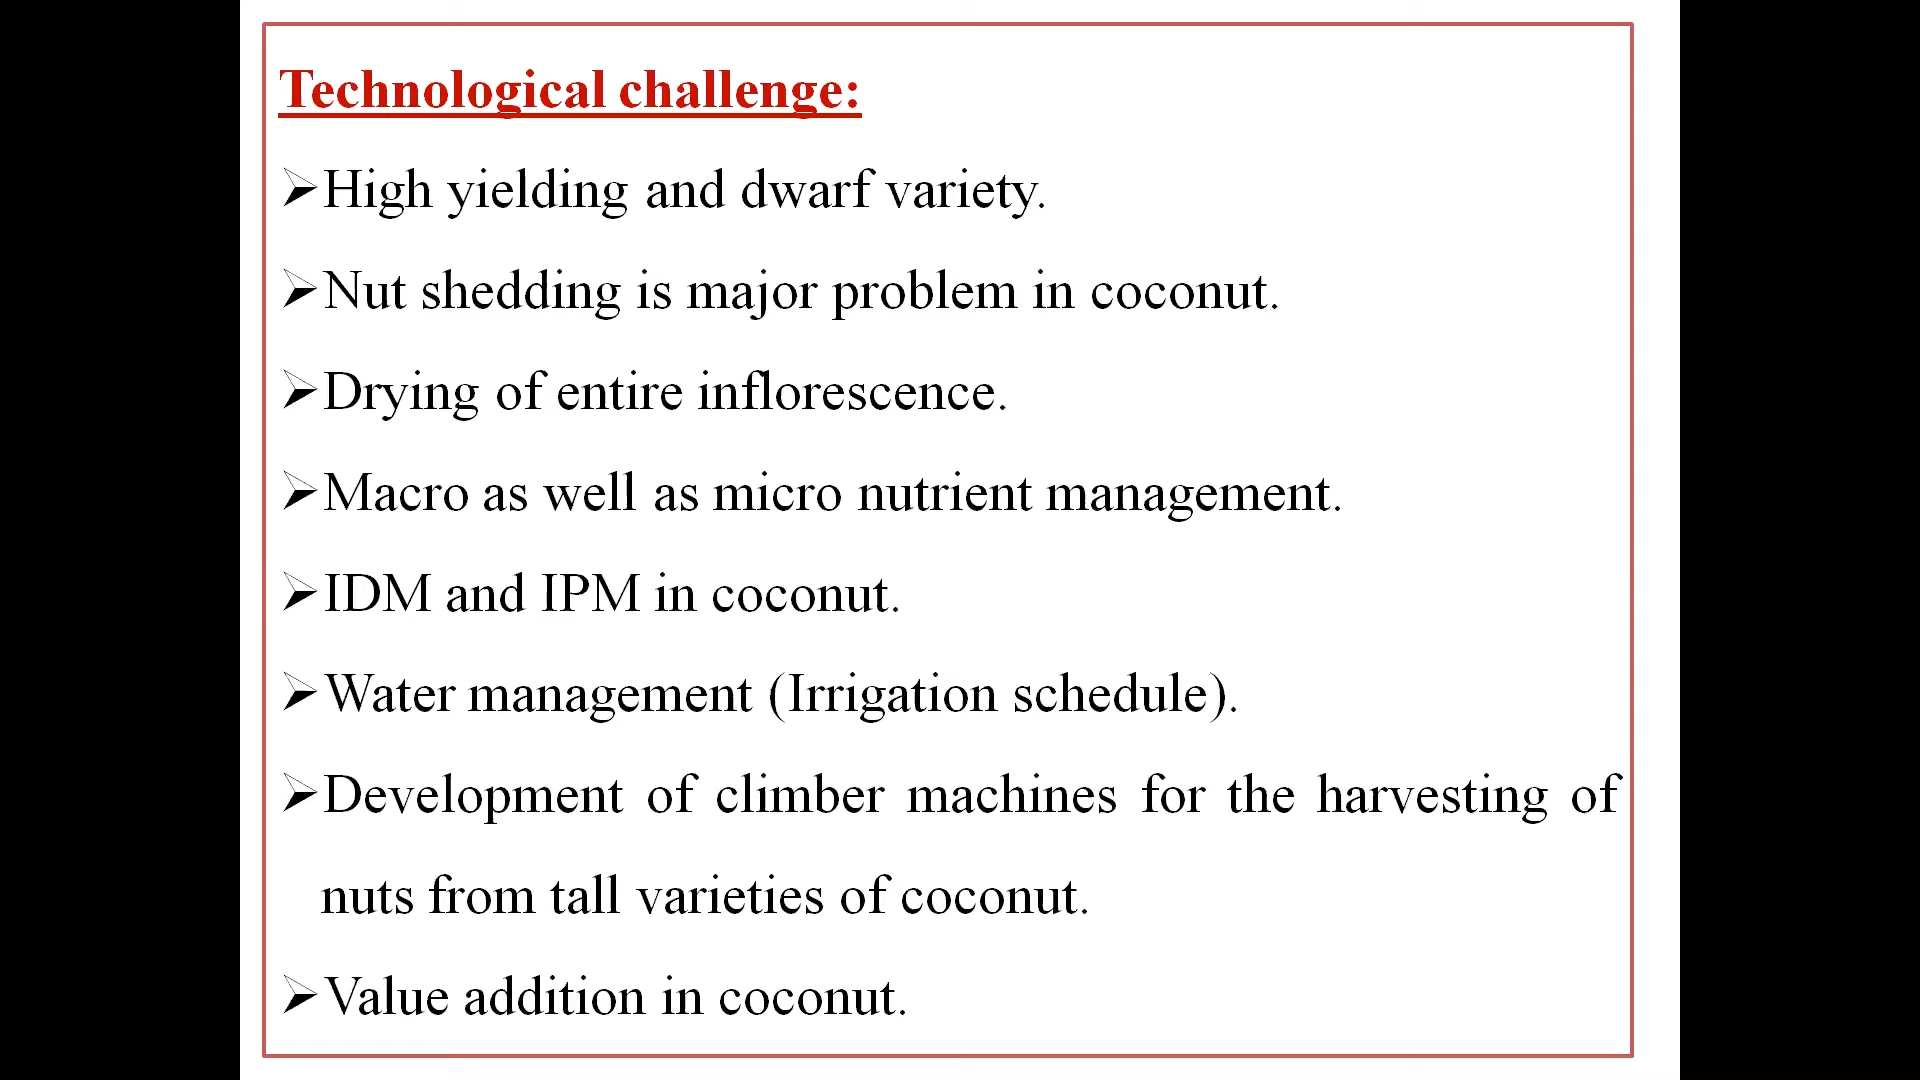 Technological challenge:
➢High yielding and dwarf variety.
➢Nut shedding is major problem in coconut.
➢Drying of entire inflorescence.
➢Macro as well as micro nutrient management.
➢IDM and IPM in coconut.
➢Water management (Irrigation schedule).
➢Development of climber machines for the harvesting of
nuts from tall varieties of coconut.
➢Value addition in coconut.